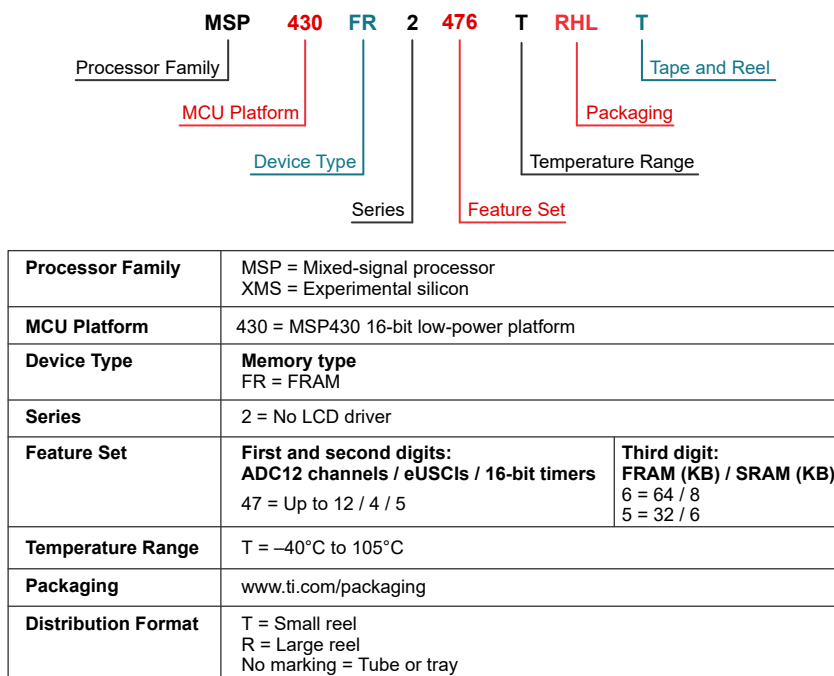 MSP 430 FR 2 476 T RHL T
Processor Family Tape and Reel
MCU Platform Packaging
Device Type Temperature Range
Series Feature Set
Processor Family MSP = Mixed-signal processor
XMS = Experimental silicon
MCU Platform 430 = MSP430 16-bit low-power platform
Device Type Memory type
FR = FRAM
Series 2 = No LCD driver
Feature Set First and second digits: Third digit:
ADC12 channels / eUSCIs / 16-bit timers FRAM (KB) / SRAM (KB)
47 = Up to 12 / 4 / 5 6 = 64 / 8
5 = 32 / 6
Temperature Range T = –40°C to 105°C
Packaging www.ti.com/packaging
Distribution Format T = Small reel
R = Large reel
No marking = Tube or tray